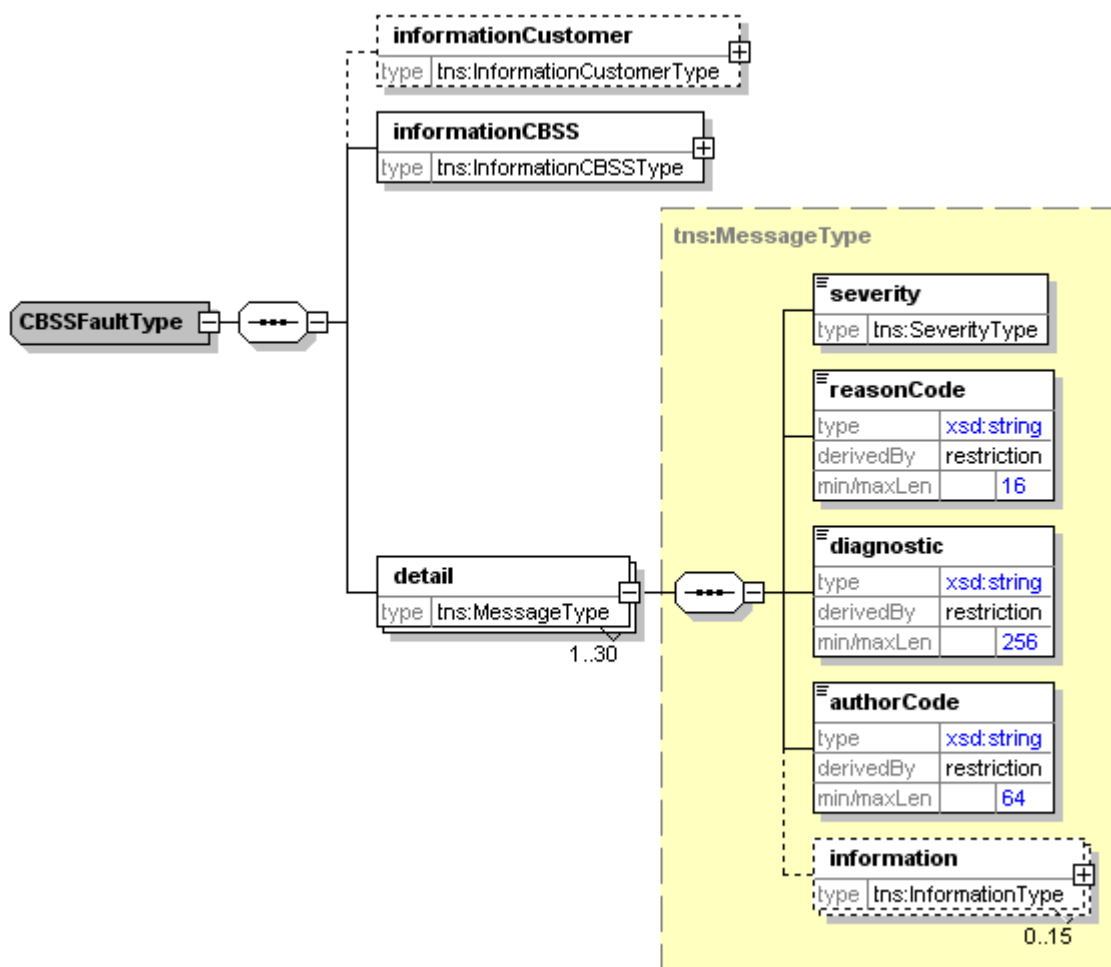 informationCustomer
type tns:InformationCustomerType
informationCBSS
type tns:InformationCBSSType
tns:MessageType
severity
type tns:SeverityType
CBSSFaultType
reasonCode
type xsd:string
derivedBy restriction
min/maxLen 16
diagnostic
type xsd:string
derivedBy restriction
min/maxLen 256
detail
type tns:MessageType
1..30
authorCode
type xsd:string
derivedBy restriction
min/maxLen 64
information
type tns:InformationType
0..15